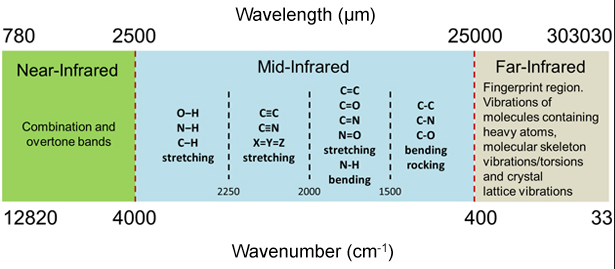 Wavelength (μm)
780 2500 25000 303030
Near-Infrared Mid-Infrared Far-Infrared
Combination and
overtone bands
O–H
N–H
C–H
stretching
C≡C
C≡N
X=Y=Z
stretching
C=C
C=O
C=N
N=O
stretching
N-H
bending
C-C
C-N
C-O
bending
rocking
Fingerprint region.
Vibrations of
molecules containing
heavy atoms,
molecular skeleton
vibrations/torsions
and crystal
lattice vibrations
2250 2000 1500
12820 4000 400 33
Wavenumber (cm⁻¹)